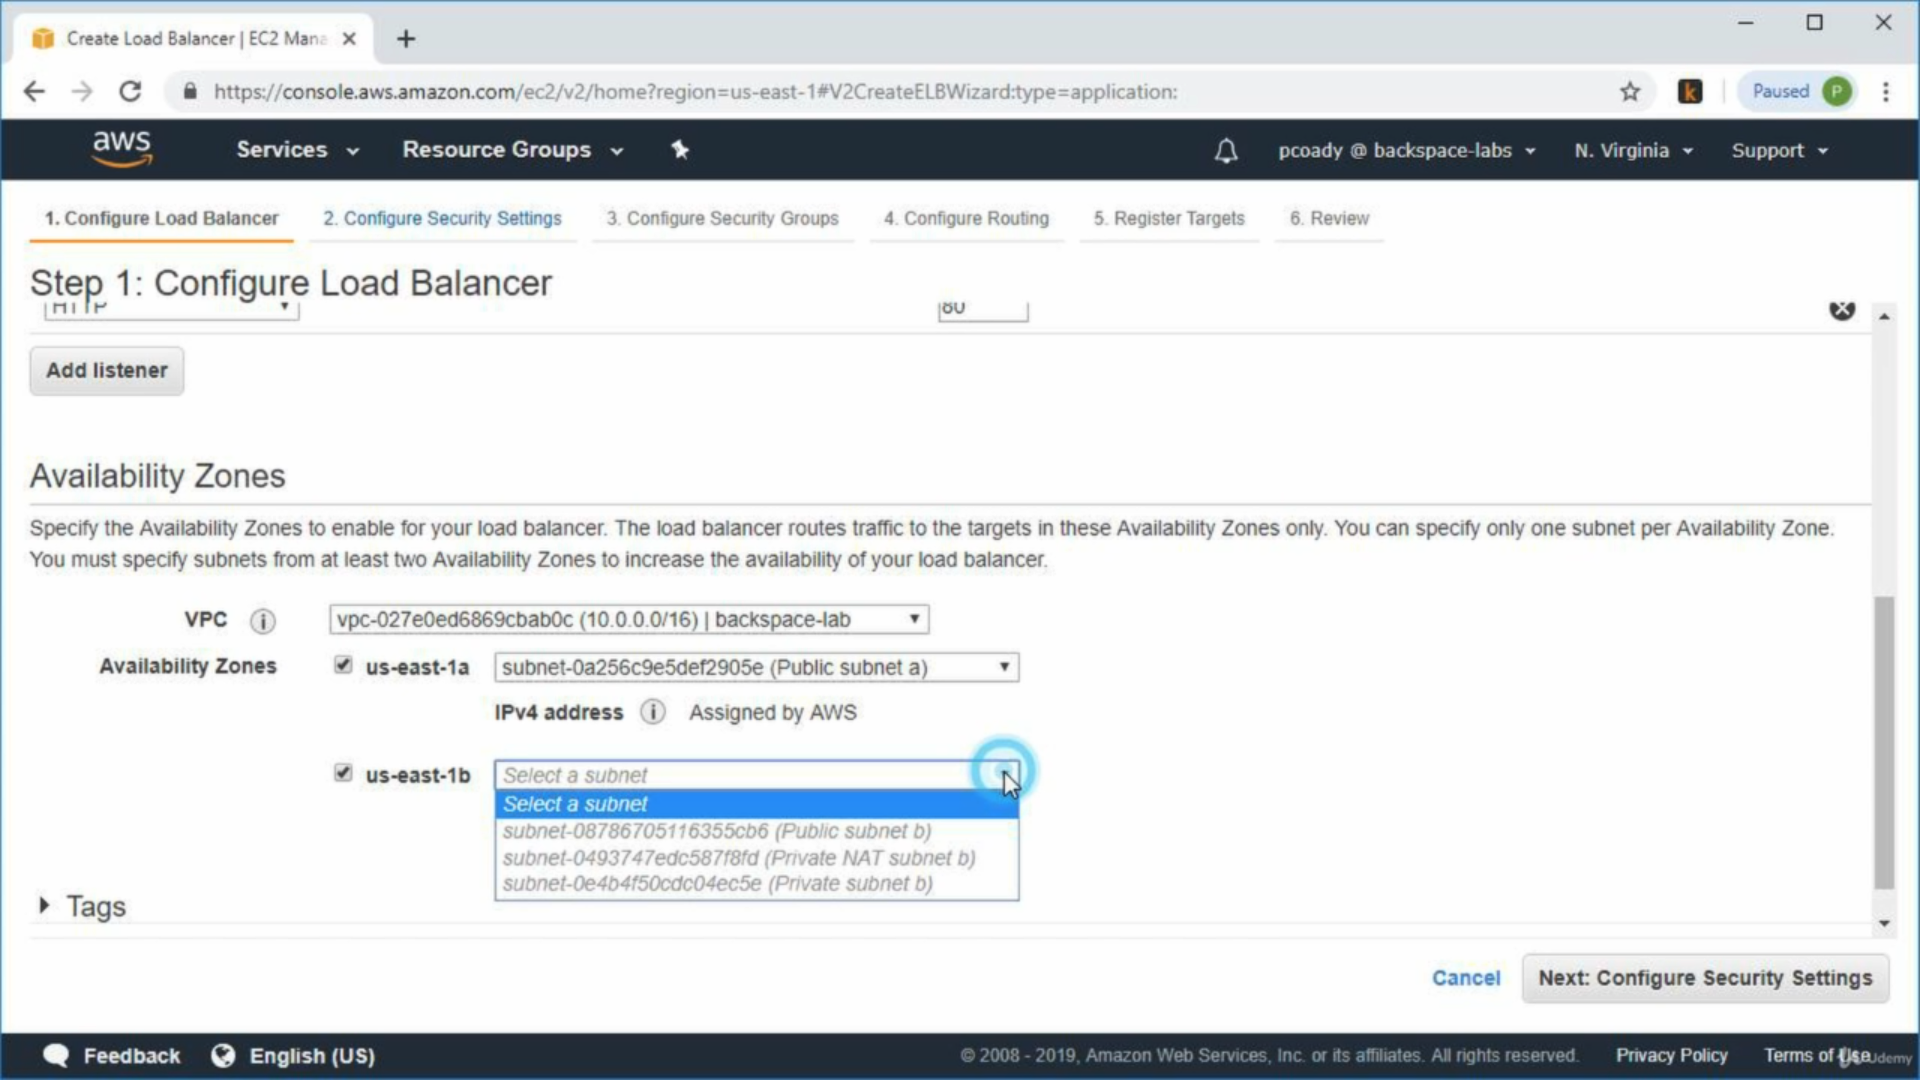 Create Load Balancer | EC2 Mana
https://console.aws.amazon.com/ec2/v2/home?region=us-east-1#V2CreateELBWizard:type=application:
k
Paused
P
aws
Services
Resource Groups
pcoady @ backspace-labs
N. Virginia
Support
1. Configure Load Balancer
2. Configure Security Settings
3. Configure Security Groups
4. Configure Routing
5. Register Targets
6. Review
Step 1: Configure Load Balancer
HTTP
80
Add listener
Availability Zones
Specify the Availability Zones to enable for your load balancer. The load balancer routes traffic to the targets in these Availability Zones only. You can specify only one subnet per Availability Zone.
You must specify subnets from at least two Availability Zones to increase the availability of your load balancer.
VPC
i
vpc-027e0ed6869cbab0c (10.0.0.0/16) | backspace-lab
Availability Zones
us-east-1a
subnet-0a256c9e5def2905e (Public subnet a)
IPv4 address
i
Assigned by AWS
us-east-1b
Select a subnet
Select a subnet
subnet-08786705116355cb6 (Public subnet b)
subnet-0493747edc587f8fd (Private NAT subnet b)
subnet-0e4b4f50cdc04ec5e (Private subnet b)
Tags
Cancel
Next: Configure Security Settings
Feedback
English (US)
© 2008 - 2019, Amazon Web Services, Inc. or its affiliates. All rights reserved.
Privacy Policy
Terms of Use
Udemy